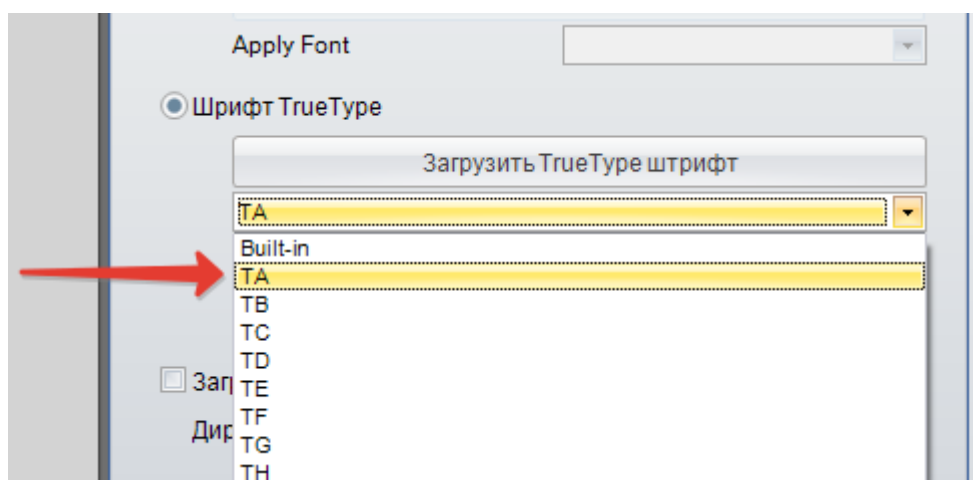 Apply Font
Шрифт TrueType
Загрузить TrueType штрифт
TA
Built-in
TA
TB
TC
TD
TE
TF
TG
TH